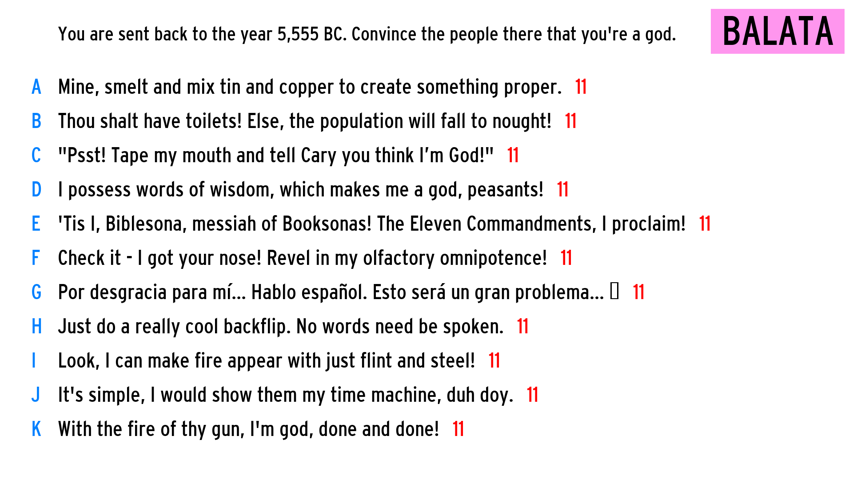 You are sent back to the year 5,555 BC. Convince the people there that you're a god.
BALATA
A Mine, smelt and mix tin and copper to create something proper. 11
B Thou shalt have toilets! Else, the population will fall to nought! 11
C "Psst! Tape my mouth and tell Cary you think I’m God!" 11
D I possess words of wisdom, which makes me a god, peasants! 11
E 'Tis I, Biblesona, messiah of Booksonas! The Eleven Commandments, I proclaim! 11
F Check it - I got your nose! Revel in my olfactory omnipotence! 11
G Por desgracia para mí... Hablo español. Esto será un gran problema... 11
H Just do a really cool backflip. No words need be spoken. 11
I Look, I can make fire appear with just flint and steel! 11
J It's simple, I would show them my time machine, duh doy. 11
K With the fire of thy gun, I'm god, done and done! 11